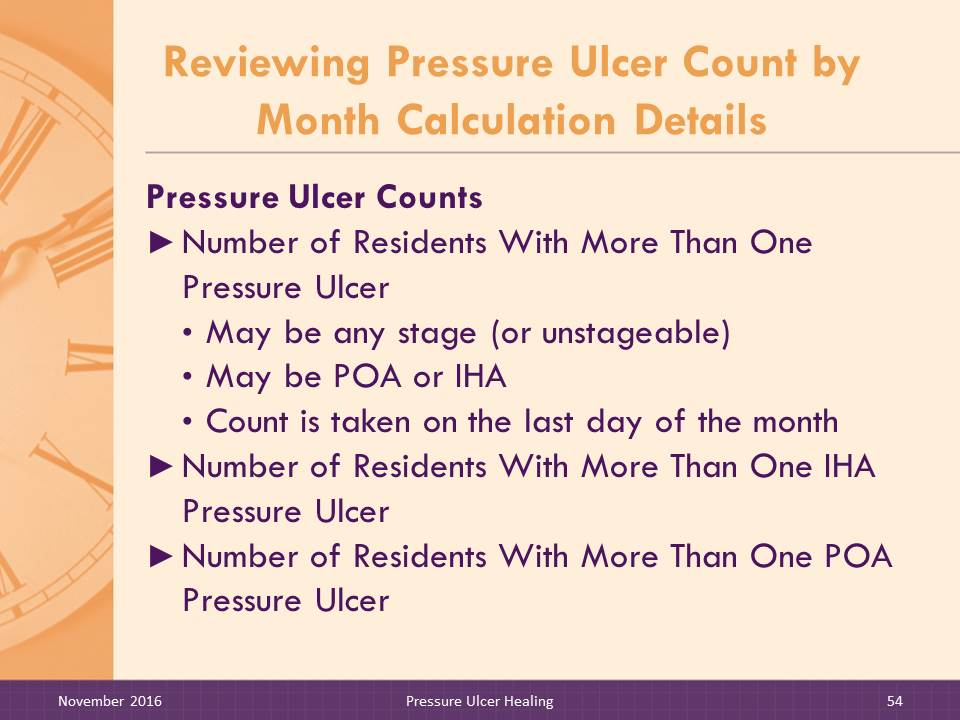 Reviewing Pressure Ulcer Count by
Month Calculation Details
Pressure Ulcer Counts
► Number of Residents With More Than One
Pressure Ulcer
• May be any stage (or unstageable)
• May be POA or IHA
• Count is taken on the last day of the month
► Number of Residents With More Than One IHA
Pressure Ulcer
► Number of Residents With More Than One POA
Pressure Ulcer
November 2016 Pressure Ulcer Healing 54